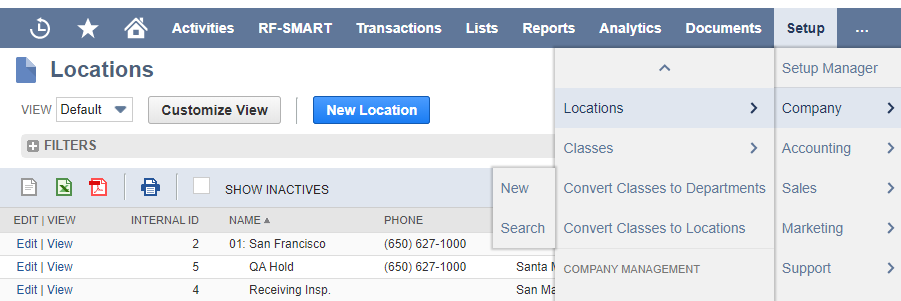 Activities RF-SMART Transactions Lists Reports Analytics Documents Setup ...
Locations
VIEW Default Customize View New Location
FILTERS
SHOW INACTIVES
EDIT | VIEW INTERNAL ID NAME PHONE
Edit | View 2 01: San Francisco (650) 627-1000
Edit | View 5 QA Hold (650) 627-1000 Santa
Edit | View 4 Receiving Insp. San
New
Search
Locations
Classes
Convert Classes to Departments
Convert Classes to Locations
COMPANY MANAGEMENT
Setup Manager
Company
Accounting
Sales
Marketing
Support